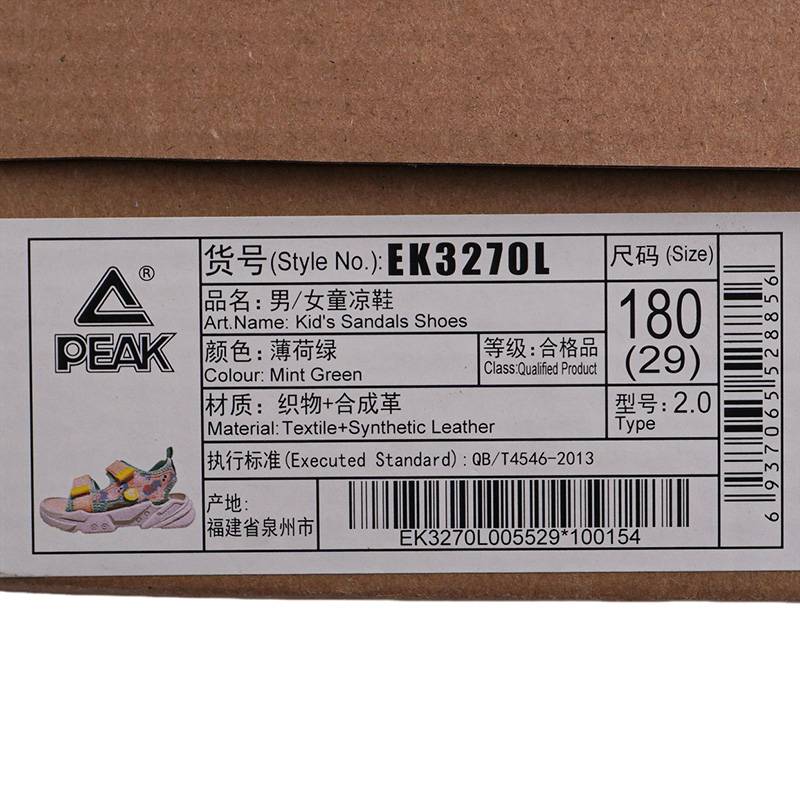 PEAK®
货号(Style No.): EK3270L
尺码(Size)
品名: 男/女童凉鞋
Art.Name: Kid's Sandals Shoes
180
(29)
颜色: 薄荷绿
Colour: Mint Green
等级: 合格品
Class:Qualified Product
材质: 织物+合成革
Material: Textile+Synthetic Leather
型号: 2.0
Type
执行标准(Executed Standard): QB/T4546-2013
产地:
福建省泉州市
EK3270L005529*100154
6 937065 528856